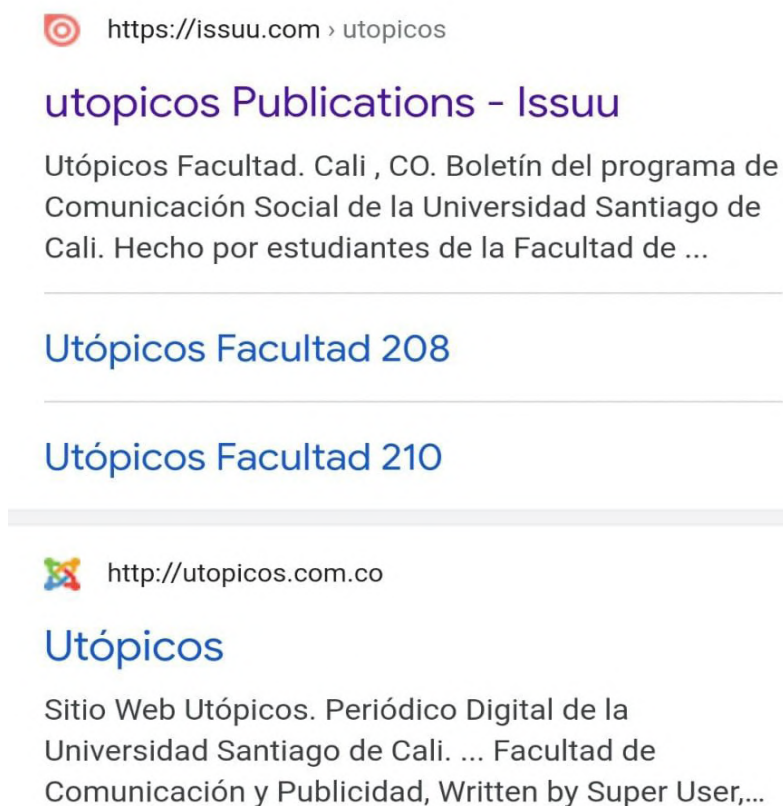 https://issuu.com › utopicos
utopicos Publications - Issuu
Utópicos Facultad. Cali , CO. Boletín del programa de
Comunicación Social de la Universidad Santiago de
Cali. Hecho por estudiantes de la Facultad de ...
Utópicos Facultad 208
Utópicos Facultad 210
http://utopicos.com.co
Utópicos
Sitio Web Utópicos. Periódico Digital de la
Universidad Santiago de Cali. ... Facultad de
Comunicación y Publicidad, Written by Super User,...